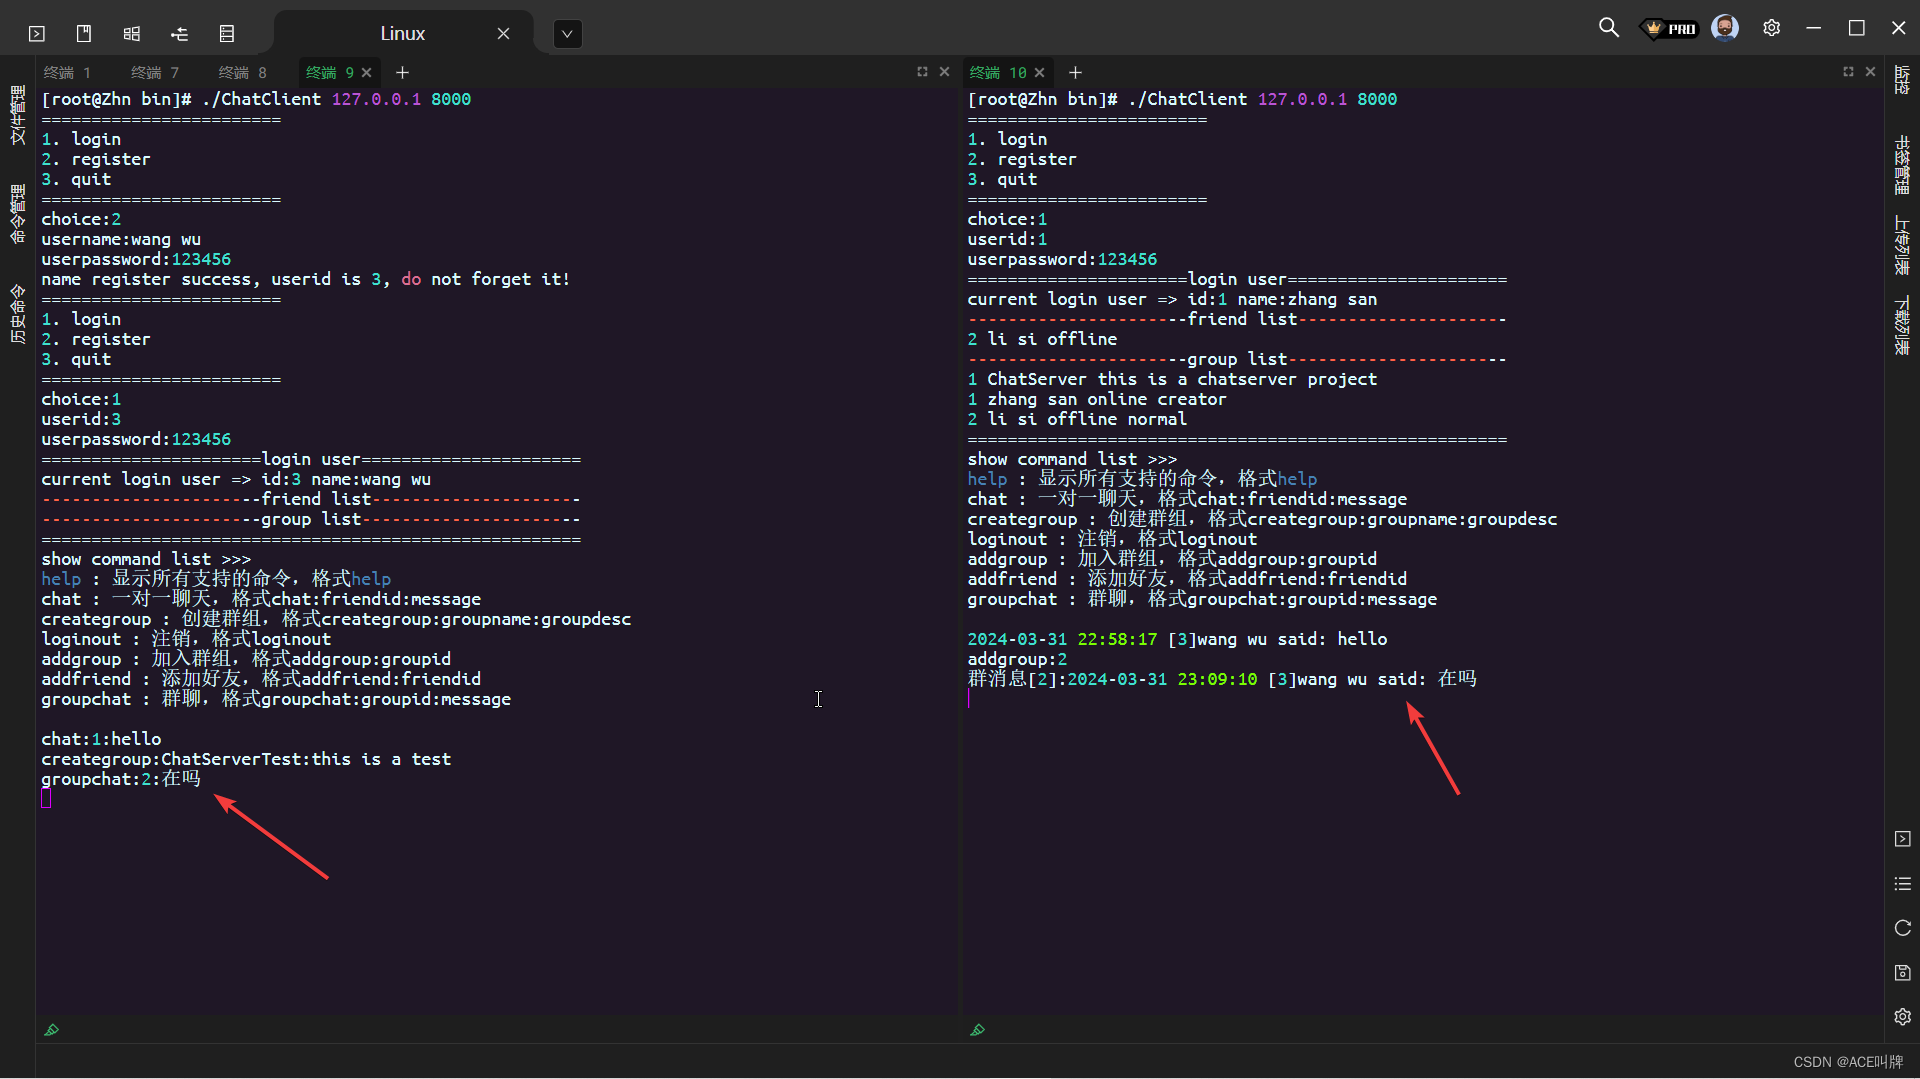 Linux
PRO
终端 1
终端 7
终端 8
终端 9
文件管理
命令管理
历史命令
[root@Zhn bin]# ./ChatClient 127.0.0.1 8000
========================
1. login
2. register
3. quit
========================
choice:2
username:wang wu
userpassword:123456
name register success, userid is 3, do not forget it!
========================
1. login
2. register
3. quit
========================
choice:1
userid:3
userpassword:123456
======================login user======================
current login user => id:3 name:wang wu
----------------------friend list---------------------
----------------------group list----------------------
======================================================
show command list >>>
help : 显示所有支持的命令，格式help
chat : 一对一聊天，格式chat:friendid:message
creategroup : 创建群组，格式creategroup:groupname:groupdesc
loginout : 注销，格式loginout
addgroup : 加入群组，格式addgroup:groupid
addfriend : 添加好友，格式addfriend:friendid
groupchat : 群聊，格式groupchat:groupid:message
chat:1:hello
creategroup:ChatServerTest:this is a test
groupchat:2:在吗
终端 10
[root@Zhn bin]# ./ChatClient 127.0.0.1 8000
========================
1. login
2. register
3. quit
========================
choice:1
userid:1
userpassword:123456
======================login user======================
current login user => id:1 name:zhang san
----------------------friend list---------------------
2 li si offline
----------------------group list----------------------
1 ChatServer this is a chatserver project
1 zhang san online creator
2 li si offline normal
======================================================
show command list >>>
help : 显示所有支持的命令，格式help
chat : 一对一聊天，格式chat:friendid:message
creategroup : 创建群组，格式creategroup:groupname:groupdesc
loginout : 注销，格式loginout
addgroup : 加入群组，格式addgroup:groupid
addfriend : 添加好友，格式addfriend:friendid
groupchat : 群聊，格式groupchat:groupid:message
2024-03-31 22:58:17 [3]wang wu said: hello
addgroup:2
群消息[2]:2024-03-31 23:09:10 [3]wang wu said: 在吗
监控
书签管理
上传列表
下载列表
CSDN @ACE叫牌